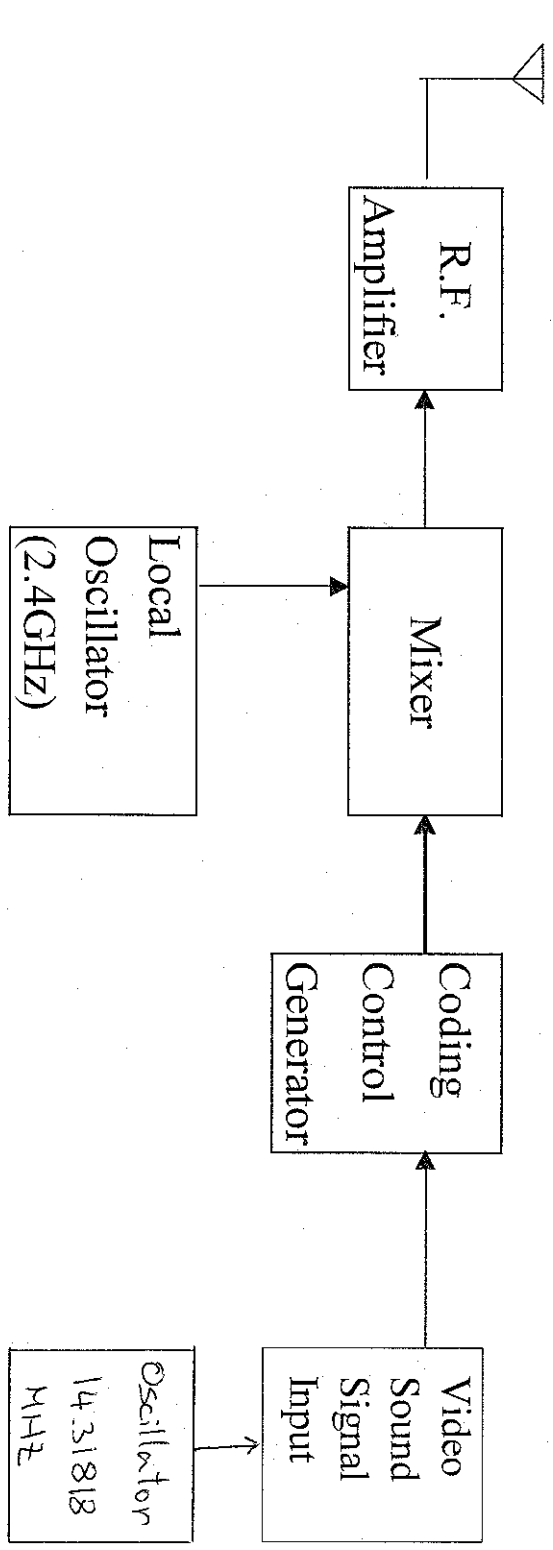 R.F.
Amplifier
Mixer
Local
Oscillator
(2.4GHz)
Coding
Control
Generator
Video
Sound
Signal
Input
Oscillator
14.31818
MHz